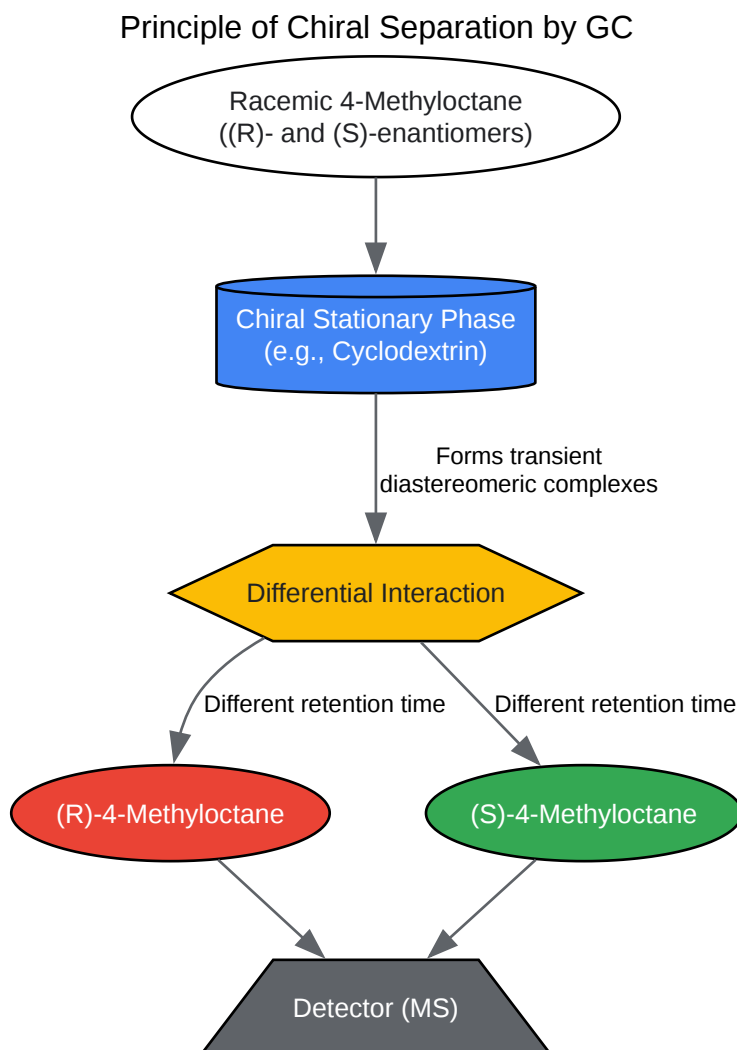 Principle of Chiral Separation by GC
Racemic 4-Methyloctane
((R)- and (S)-enantiomers)
Chiral Stationary Phase
(e.g., Cyclodextrin)
Forms transient
diastereomeric complexes
Differential Interaction
Different retention time
Different retention time
(R)-4-Methyloctane
(S)-4-Methyloctane
Detector (MS)